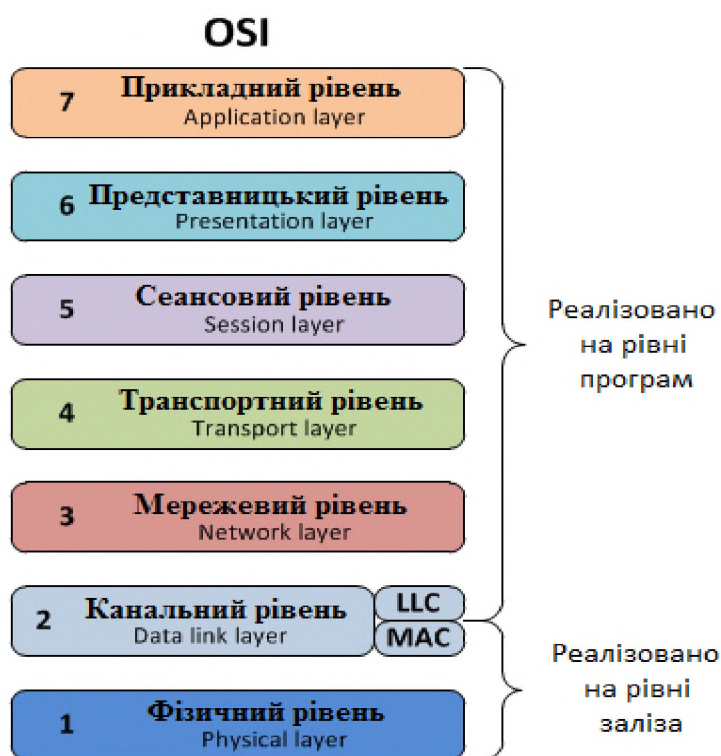 OSI
7 Прикладний рівень
Application layer
6 Представницький рівень
Presentation layer
5 Сеансовий рівень
Session layer
4 Транспортний рівень
Transport layer
3 Мережевий рівень
Network layer
2 Канальний рівень
Data link layer
LLC
MAC
1 Фізичний рівень
Physical layer
Реалізовано
на рівні
програм
Реалізовано
на рівні
заліза